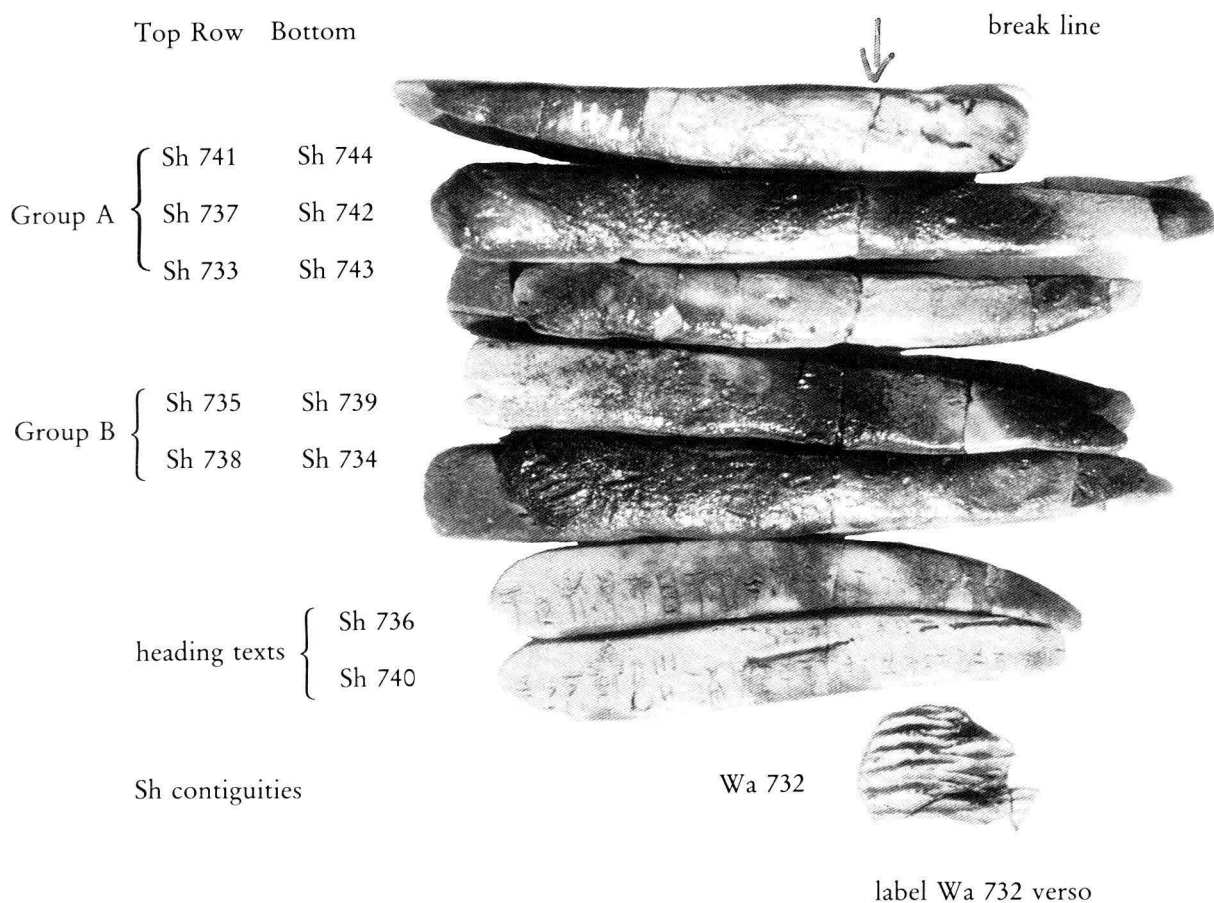 Top Row Bottom
break line
Group A
Sh 741 Sh 744
Sh 737 Sh 742
Sh 733 Sh 743
Group B
Sh 735 Sh 739
Sh 738 Sh 734
heading texts
Sh 736
Sh 740
Sh contiguities
Wa 732
label Wa 732 verso